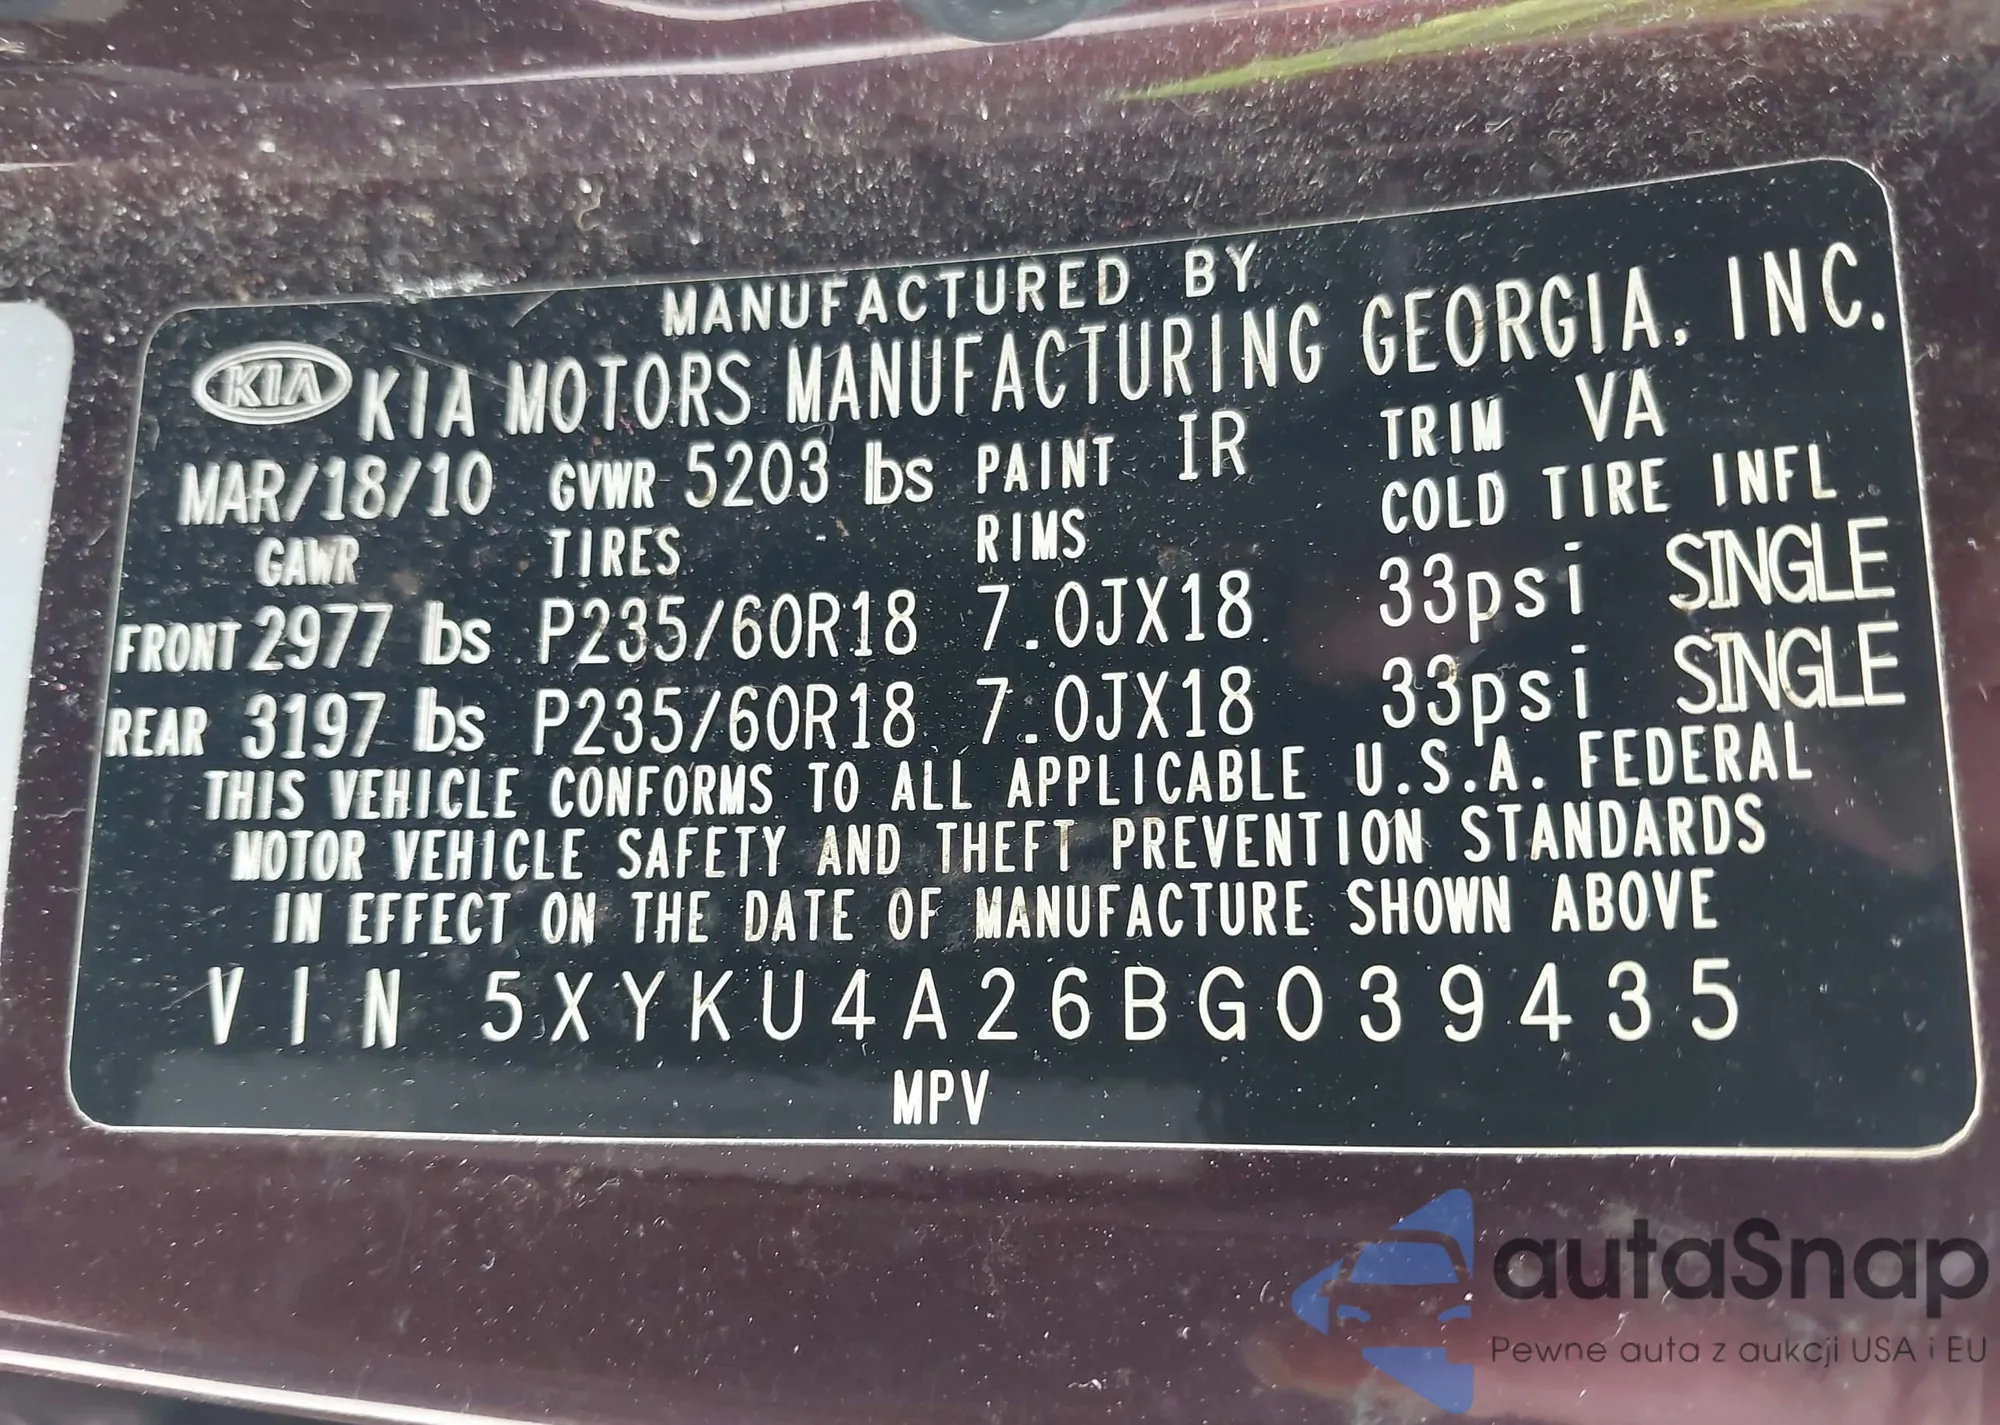 MANUFACTURED BY
KIA KIA MOTORS MANUFACTURING GEORGIA, INC.
MAR/18/10 GVWR 5203 lbs PAINT IR TRIM VA
GAWR TIRES RIMS COLD TIRE INFL
FRONT 2977 lbs P235/60R18 7.0JX18 33psi SINGLE
REAR 3197 lbs P235/60R18 7.0JX18 33psi SINGLE
THIS VEHICLE CONFORMS TO ALL APPLICABLE U.S.A. FEDERAL
MOTOR VEHICLE SAFETY AND THEFT PREVENTION STANDARDS
IN EFFECT ON THE DATE OF MANUFACTURE SHOWN ABOVE
VIN 5XYKU4A26BG039435
MPV
autaSnap
Pewne auta z aukcji USA i EU